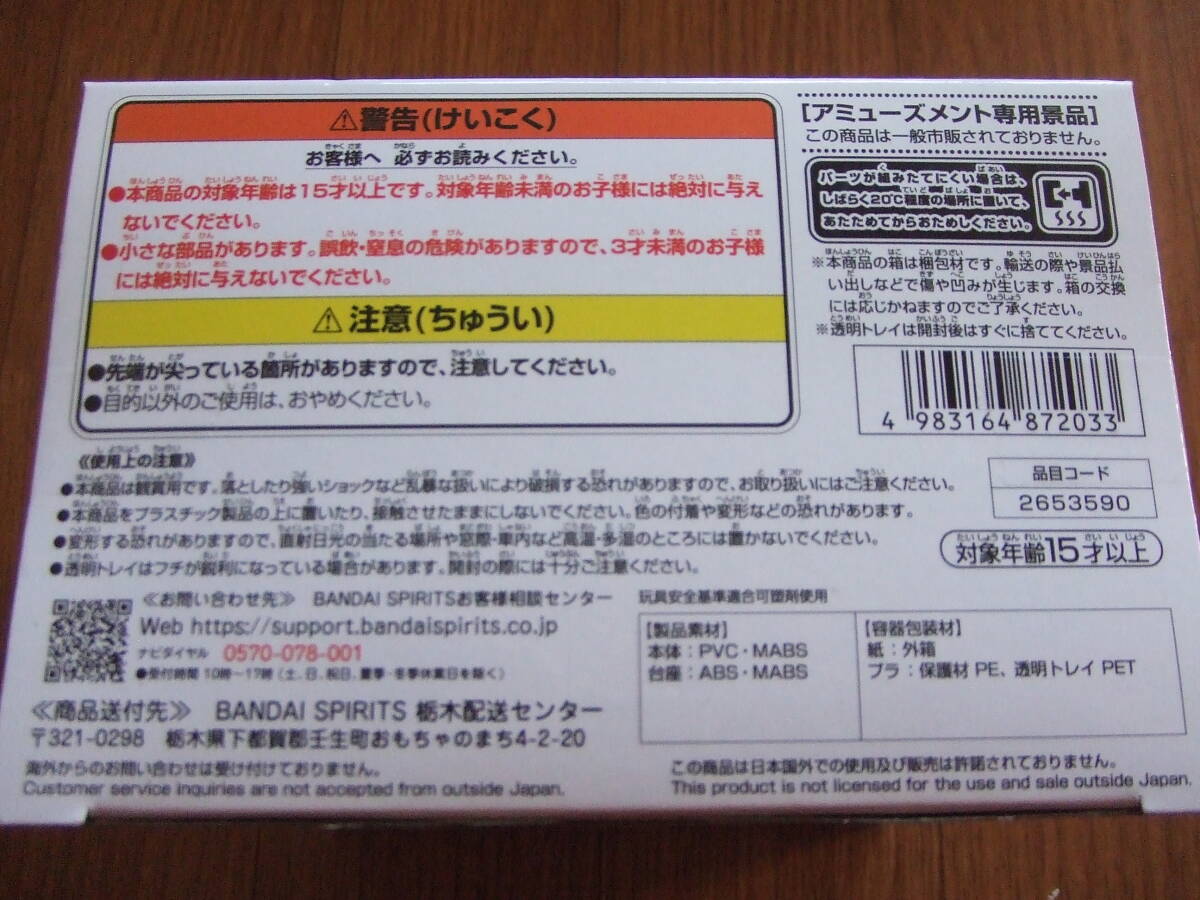 ⚠警告(けいこく)
お客様へ 必ずお読みください。
●本商品の対象年齢は15才以上です。対象年齢未満のお子様には絶対に与え
ないでください。
●小さな部品があります。誤飲・窒息の危険がありますので、3才未満のお子様
には絶対に与えないでください。
⚠注意(ちゅうい)
●先端が尖っている箇所がありますので、注意してください。
●目的以外のご使用は、おやめください。
[アミューズメント専用景品]
この商品は一般市販されておりません。
パーツが組みたてにくい場合は、
しばらく20℃程度の場所に置いて、
あたためてからおためしください。
※本商品の箱は梱包材です。輸送の際や景品払
い出しなどで傷や凹みが生じます。箱の交換
には応じかねますのでご了承ください。
※透明トレイは開封後はすぐに捨ててください。
4 983164 872033
品目コード
2653590
対象年齢15才以上
《使用上の注意》
●本商品は観賞用です。落としたり強いショックなど乱暴な扱いにより破損する恐れがありますので、お取り扱いにはご注意ください。
●本商品をプラスチック製品の上に置いたり、接触させたままにしないでください。色の付着や変形などの恐れがあります。
●変形する恐れがありますので、直射日光の当たる場所や窓際・車内など高温・多湿のところには置かないでください。
●透明トレイはフチが鋭利になっている場合があります。開封の際には十分ご注意ください。
《お問い合わせ先》 BANDAI SPIRITSお客様相談センター
Web https://support.bandaispirits.co.jp
ナビダイヤル 0570-078-001
●受付時間 10時〜17時(土、日、祝日、夏季・冬季休業日を除く)
《商品送付先》 BANDAI SPIRITS 栃木配送センター
〒321-0298 栃木県下都賀郡壬生町おもちゃのまち4-2-20
海外からのお問い合わせは受け付けておりません。
Customer service inquiries are not accepted from outside Japan.
玩具安全基準適合可塑剤使用
【製品素材】
本体:PVC・MABS
台座:ABS・MABS
【容器包装材】
紙:外箱
プラ:保護材 PE、透明トレイ PET
この商品は日本国外での使用及び販売は許諾されておりません。
This product is not licensed for the use and sale outside Japan.